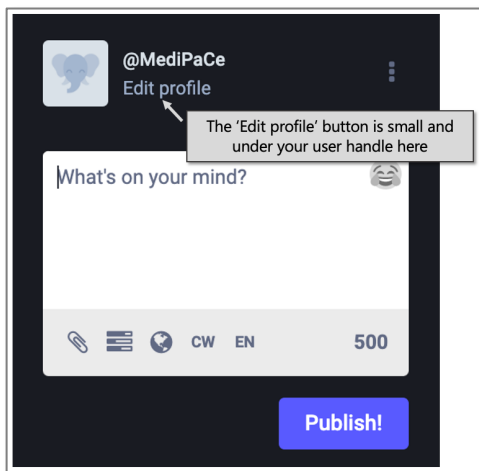 @MediPaCe
Edit profile
The ‘Edit profile’ button is small and
under your user handle here
What's on your mind?
CW EN 500
Publish!